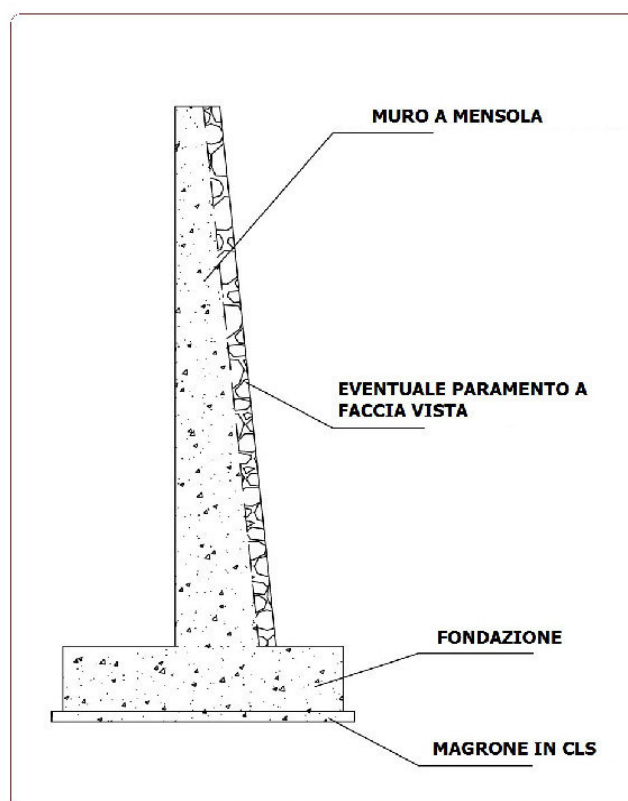 MURO A MENSOLA
EVENTUALE PARAMENTO A
FACCIA VISTA
FONDAZIONE
MAGRONE IN CLS